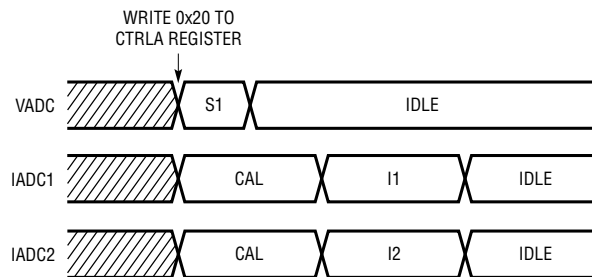 WRITE 0x20 TO
CTRLA REGISTER
VADC S1 IDLE
IADC1 CAL I1 IDLE
IADC2 CAL I2 IDLE